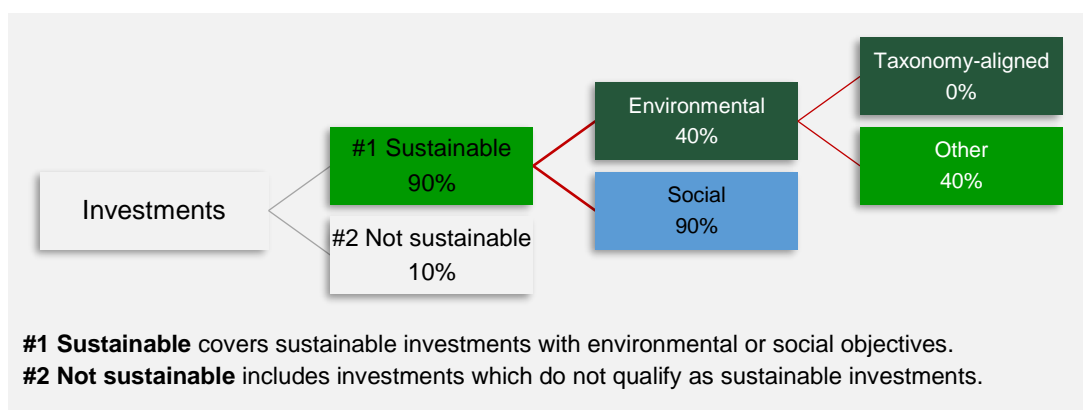 Investments
#1 Sustainable
90%
#2 Not sustainable
10%
Environmental
40%
Social
90%
Taxonomy-aligned
0%
Other
40%
#1 Sustainable covers sustainable investments with environmental or social objectives.
#2 Not sustainable includes investments which do not qualify as sustainable investments.